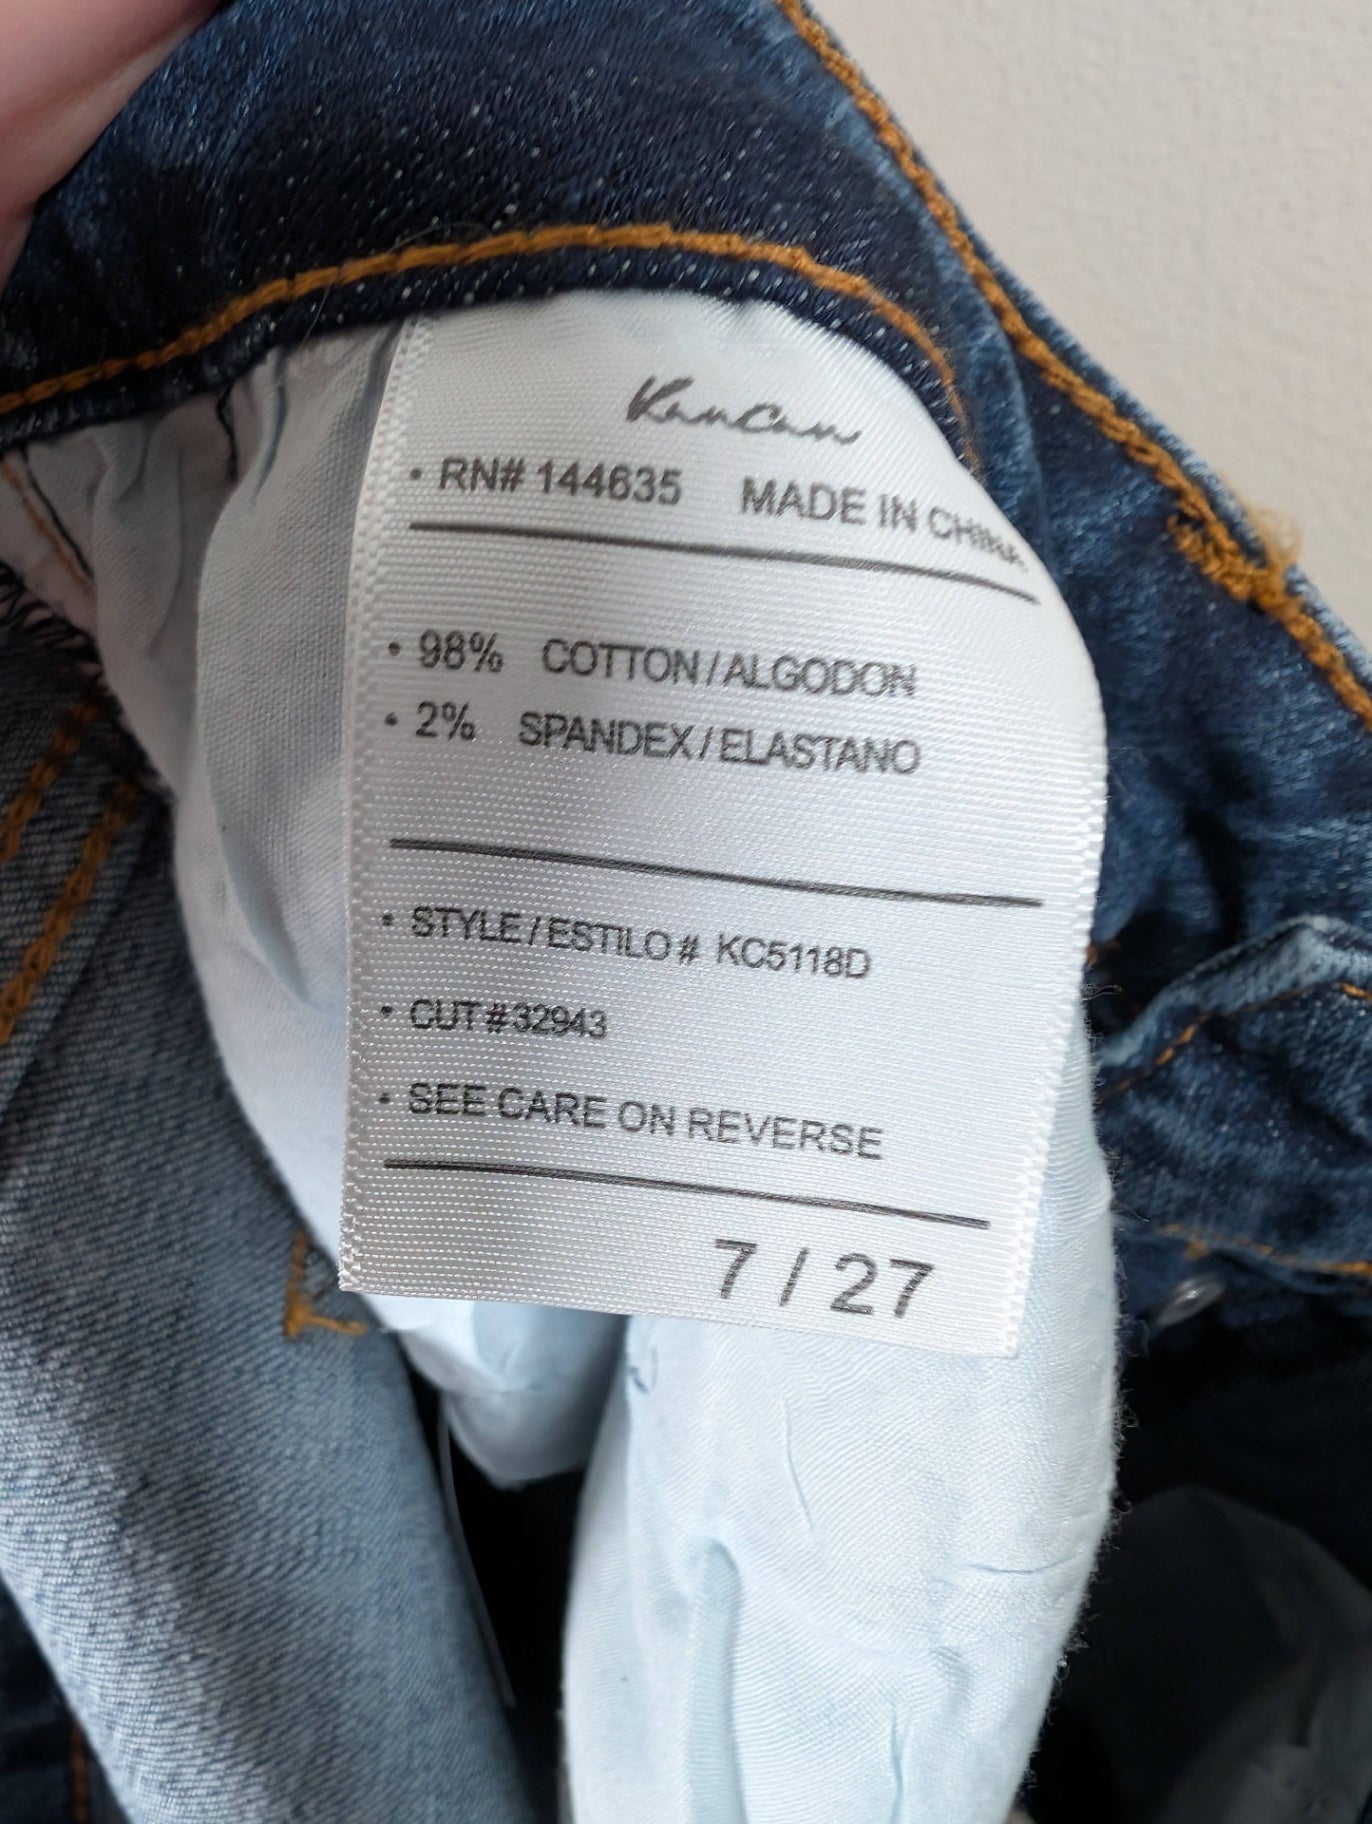 KanCan
• RN# 144635 MADE IN CHINA
• 98% COTTON/ALGODON
• 2% SPANDEX/ELASTANO
• STYLE/ESTILO# KC5118D
• CUT#32943
• SEE CARE ON REVERSE
7/27